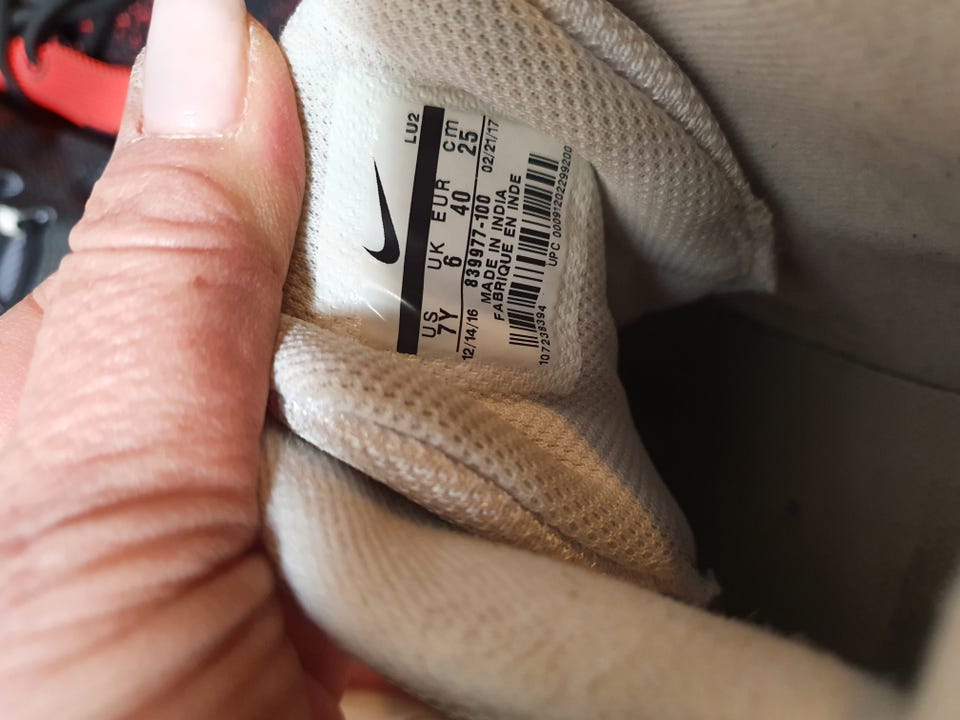 LU2
US UK EUR cm
7Y 6 40 25
12/14/16 839977-100 02/21/17
MADE IN INDIA
FABRIQUE EN INDE
107238394 UPC 00091202299200